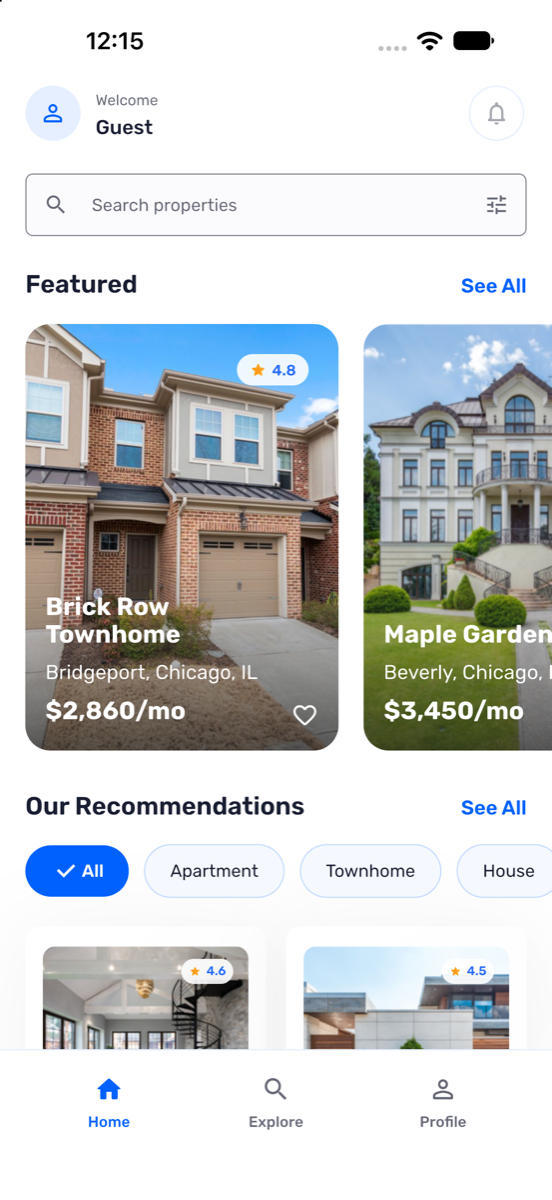 12:15
Welcome
Guest
Search properties
Featured
See All
4.8
Brick Row
Townhome
Bridgeport, Chicago, IL
$2,860/mo
Maple Garden
Beverly, Chicago,
$3,450/mo
Our Recommendations
See All
All
Apartment
Townhome
House
4.6
4.5
Home
Explore
Profile